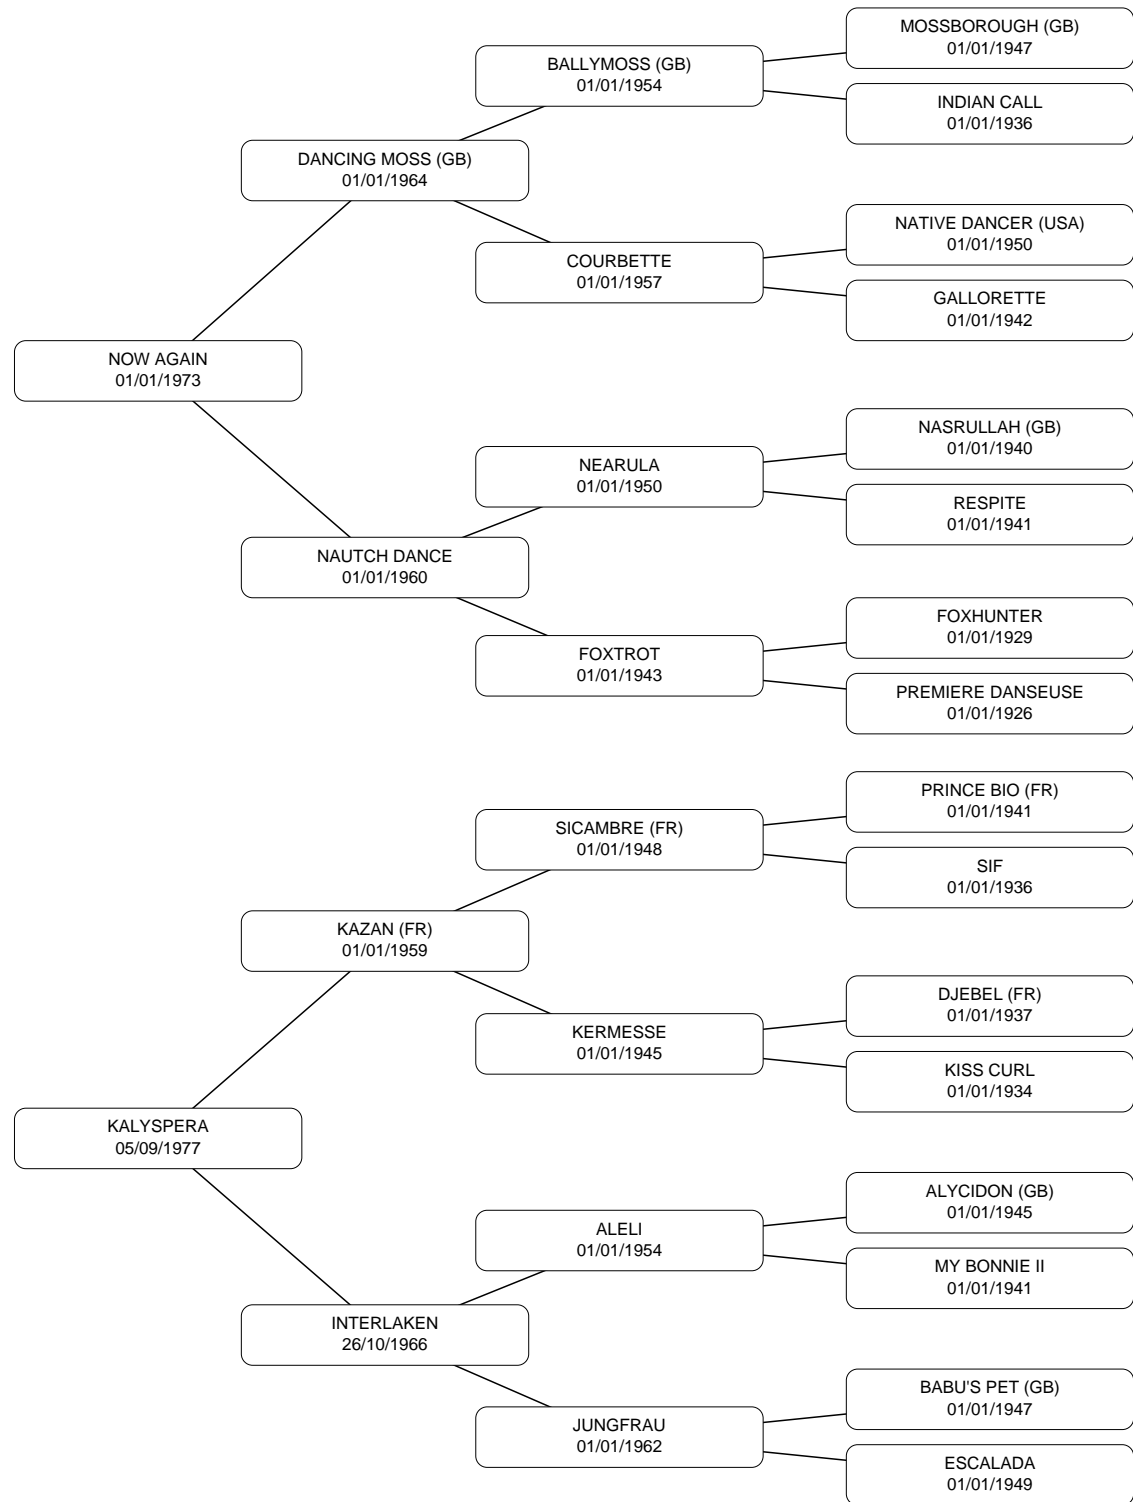 MOSSBOROUGH (GB)
01/01/1947
BALLYMOSS (GB)
01/01/1954
INDIAN CALL
01/01/1936
DANCING MOSS (GB)
01/01/1964
NATIVE DANCER (USA)
01/01/1950
COURBETTE
01/01/1957
GALLORETTE
01/01/1942
NOW AGAIN
01/01/1973
NASRULLAH (GB)
01/01/1940
NEARULA
01/01/1950
RESPITE
01/01/1941
NAUTCH DANCE
01/01/1960
FOXHUNTER
01/01/1929
FOXTROT
01/01/1943
PREMIERE DANSEUSE
01/01/1926
PRINCE BIO (FR)
01/01/1941
SICAMBRE (FR)
01/01/1948
SIF
01/01/1936
KAZAN (FR)
01/01/1959
DJEBEL (FR)
01/01/1937
KERMESSE
01/01/1945
KISS CURL
01/01/1934
KALYSPERA
05/09/1977
ALYCIDON (GB)
01/01/1945
ALELI
01/01/1954
MY BONNIE II
01/01/1941
INTERLAKEN
26/10/1966
BABU'S PET (GB)
01/01/1947
JUNGFRAU
01/01/1962
ESCALADA
01/01/1949